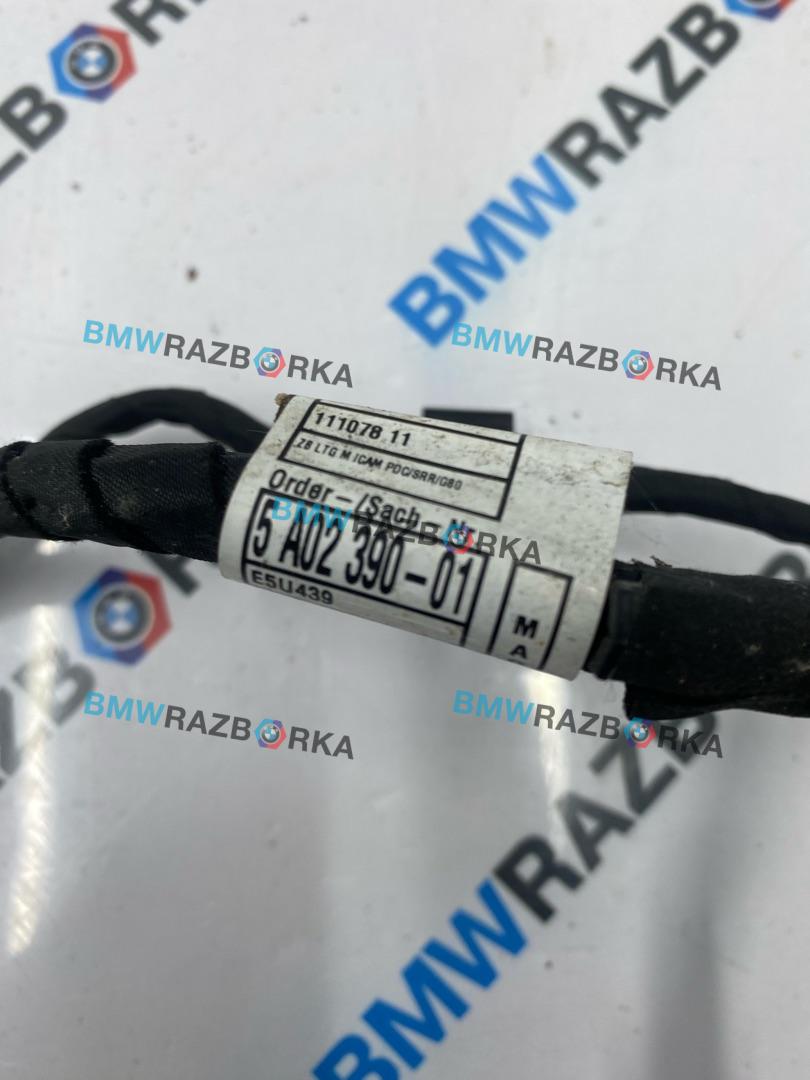 BMWRAZBORKA
BMWRAZBORKA
BMWRAZBORKA
111078 11
ZB LTG M ICAM PDC/SRR/G80
Order-/Sach-Nr.
BMWRAZBORKA
5 A02 390-01
E5U439
M
A
BMWRAZBORKA
BMWRAZBORKA
BMWRAZB